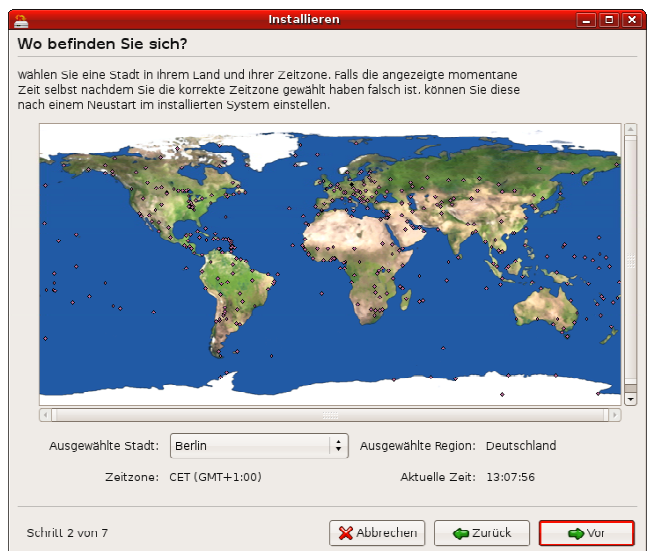 Installieren
Wo befinden Sie sich?
Wählen Sie eine Stadt in Ihrem Land und Ihrer Zeitzone. Falls die angezeigte momentane
Zeit selbst nachdem Sie die korrekte Zeitzone gewählt haben falsch ist, können Sie diese
nach einem Neustart im installierten System einstellen.
Ausgewählte Stadt: Berlin Ausgewählte Region: Deutschland
Zeitzone: CET (GMT+1:00) Aktuelle Zeit: 13:07:56
Schritt 2 von 7 Abbrechen Zurück Vor